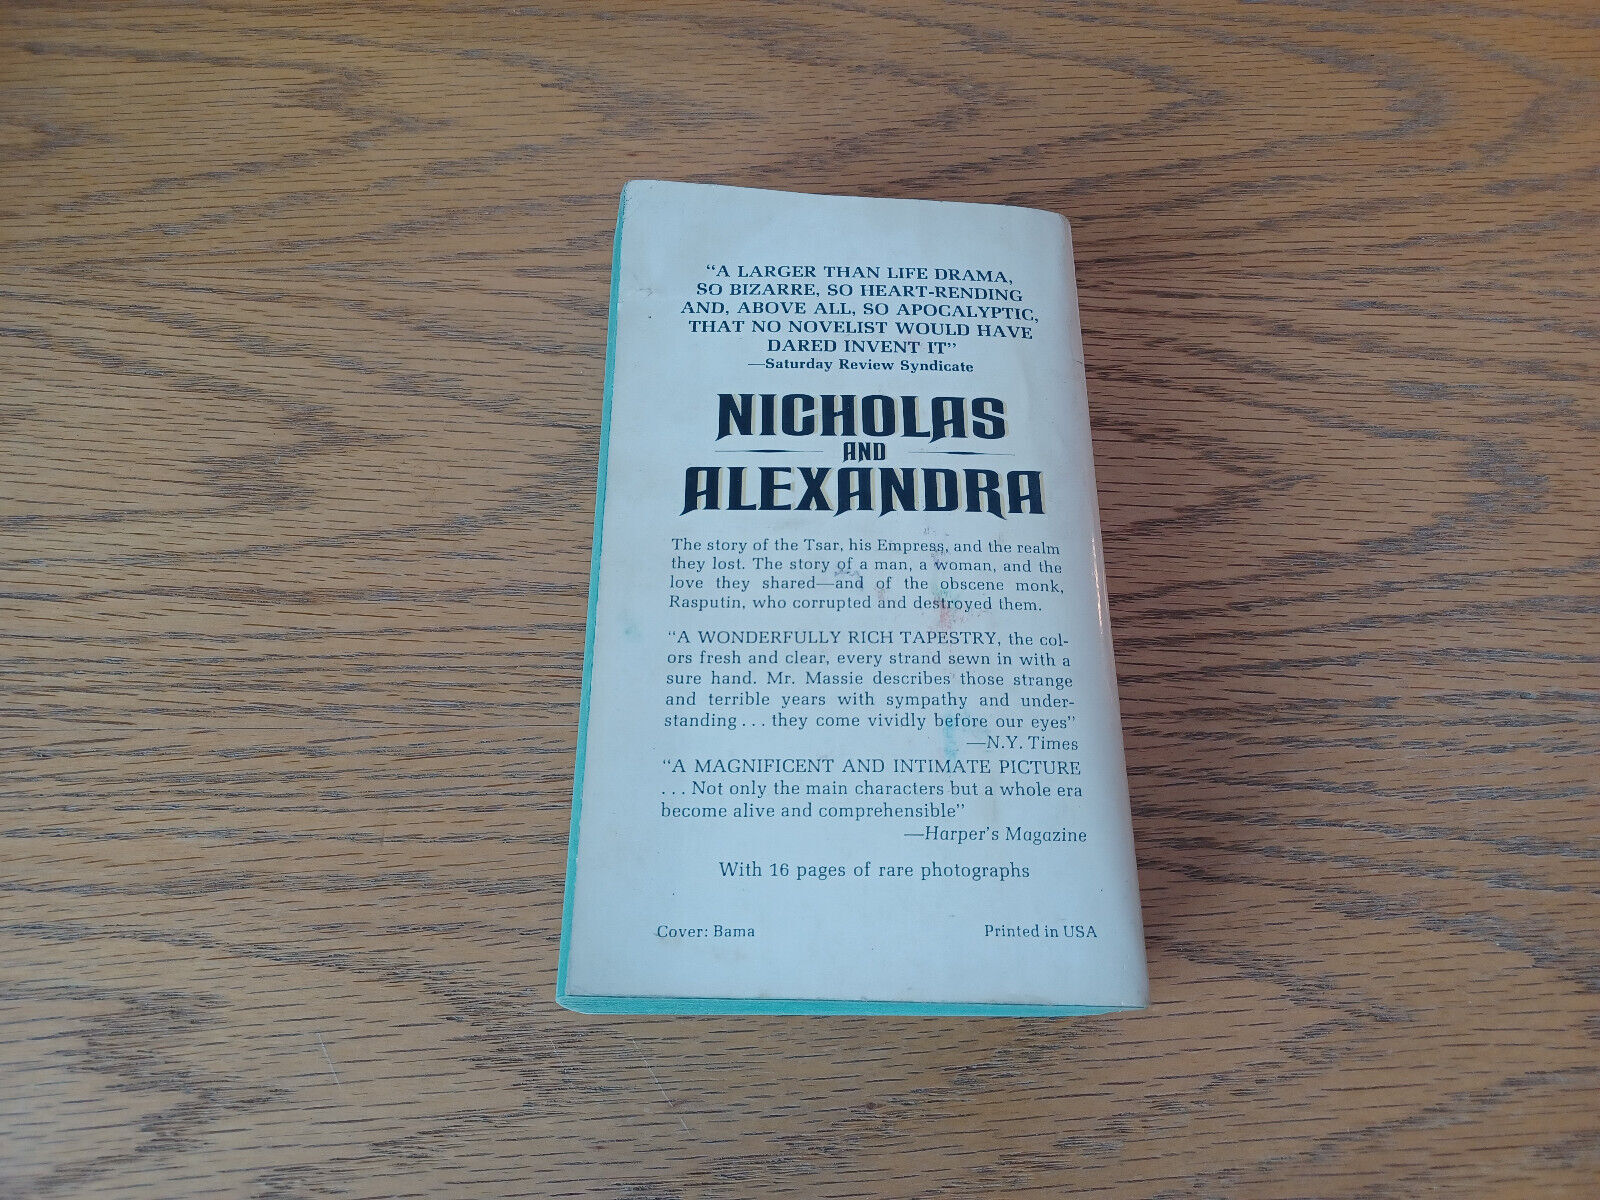 “A LARGER THAN LIFE DRAMA,
SO BIZARRE, SO HEART-RENDING
AND, ABOVE ALL, SO APOCALYPTIC,
THAT NO NOVELIST WOULD HAVE
DARED INVENT IT”
—Saturday Review Syndicate
NICHOLAS
AND
ALEXANDRA
The story of the Tsar, his Empress, and the realm
they lost. The story of a man, a woman, and the
love they shared—and of the obscene monk,
Rasputin, who corrupted and destroyed them.
“A WONDERFULLY RICH TAPESTRY, the col-
ors fresh and clear, every strand sewn in with a
sure hand. Mr. Massie describes those strange
and terrible years with sympathy and under-
standing . . . they come vividly before our eyes”
—N.Y. Times
“A MAGNIFICENT AND INTIMATE PICTURE
. . . Not only the main characters but a whole era
become alive and comprehensible”
—Harper's Magazine
With 16 pages of rare photographs
Cover: Bama Printed in USA